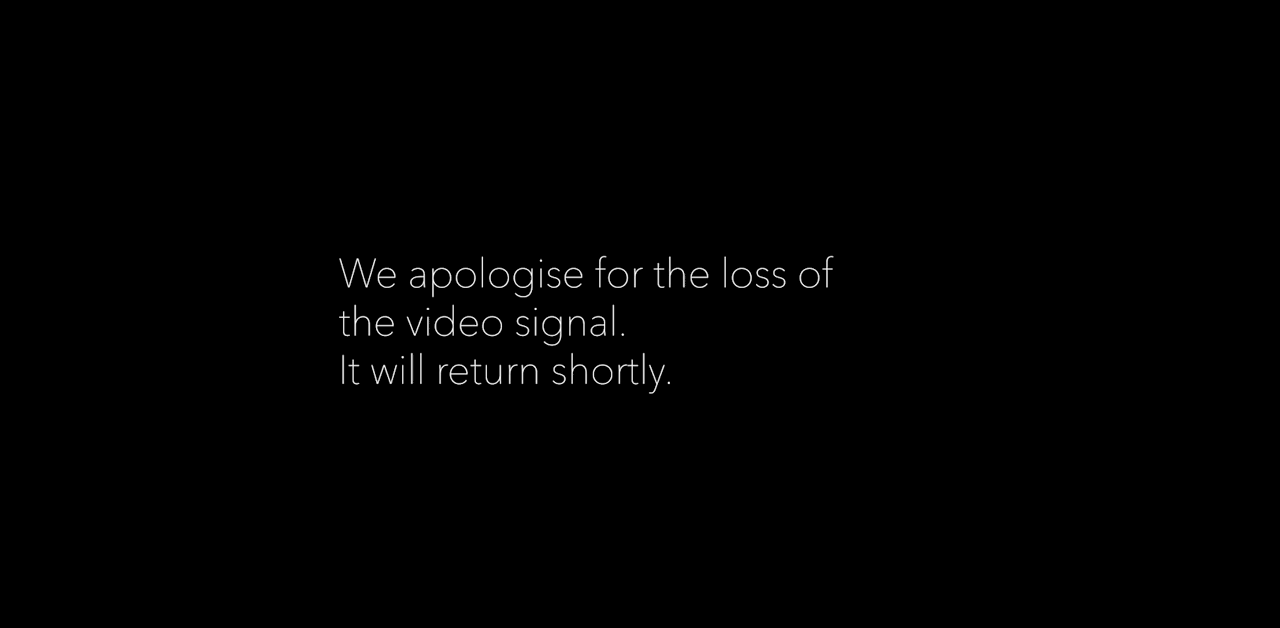 We apologise for the loss of
the video signal.
It will return shortly.